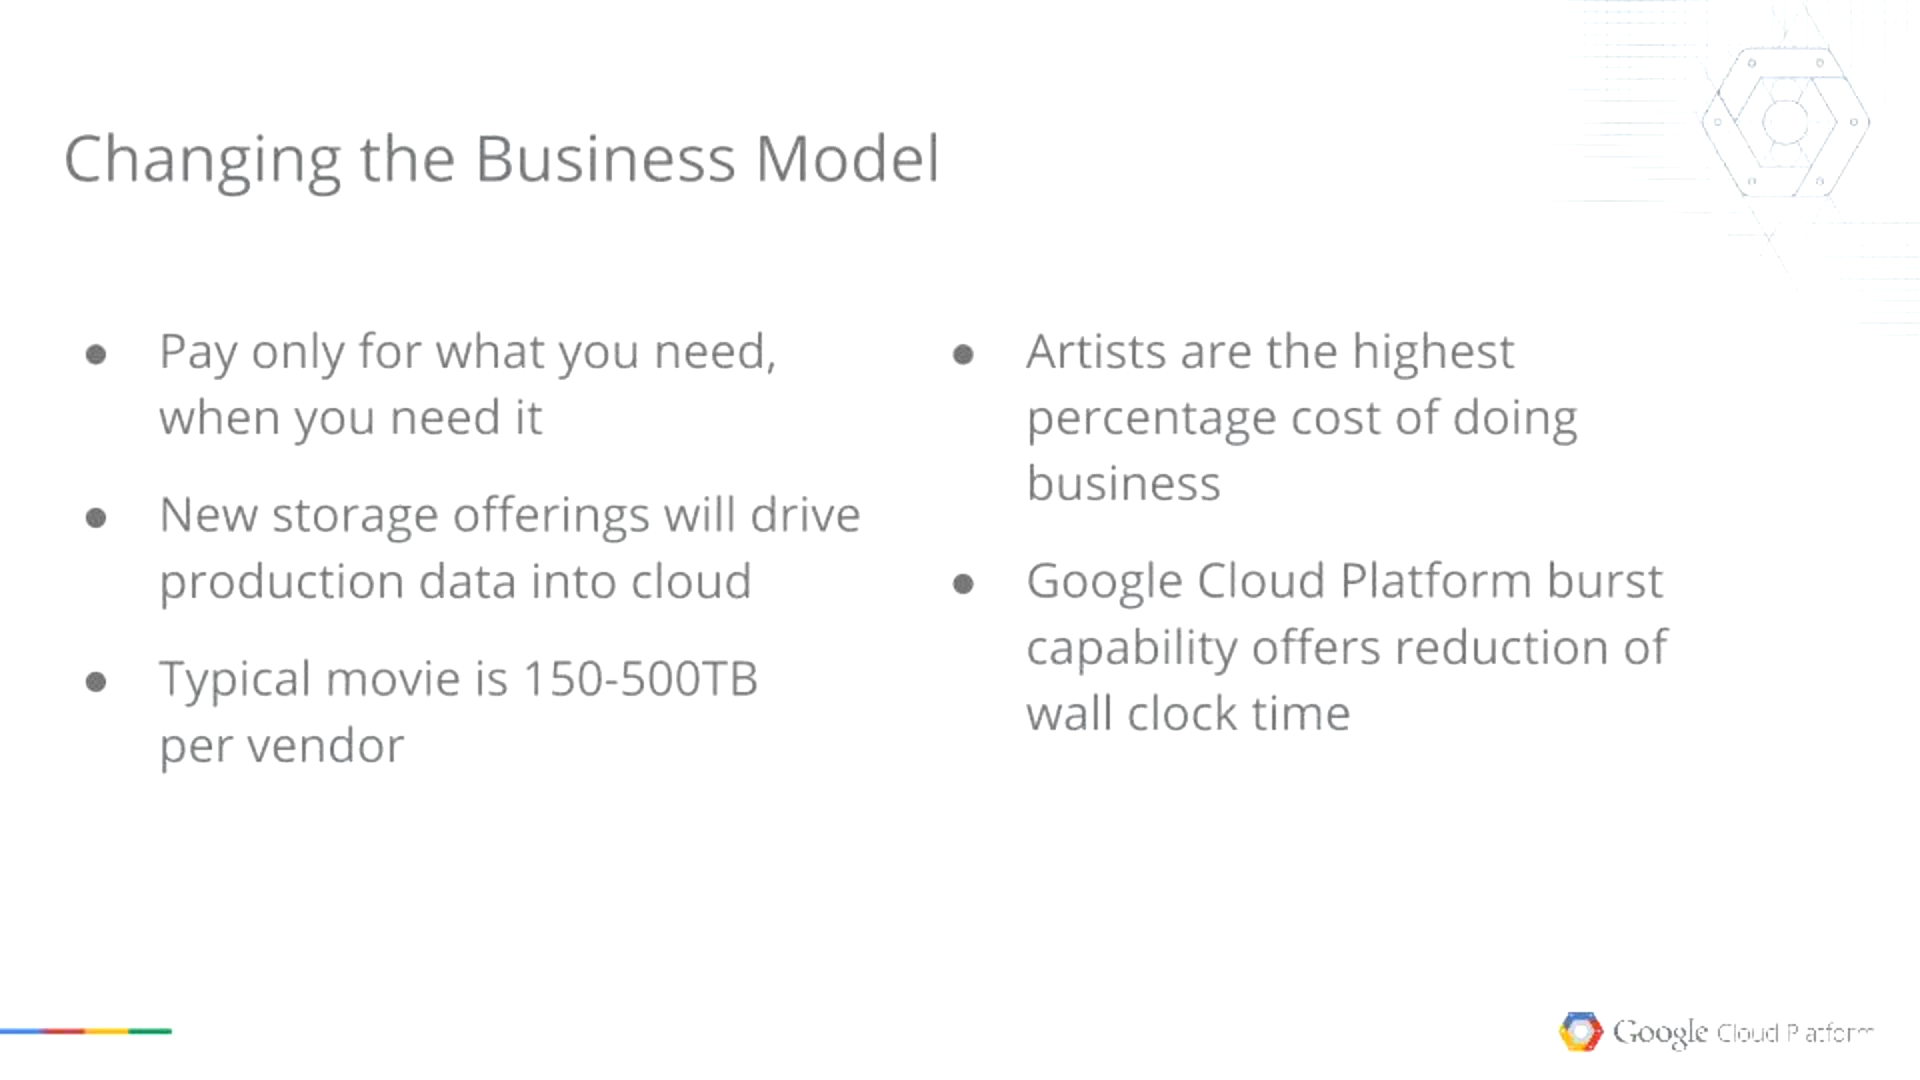 Changing the Business Model
● Pay only for what you need,
when you need it
● New storage offerings will drive
production data into cloud
● Typical movie is 150-500TB
per vendor
● Artists are the highest
percentage cost of doing
business
● Google Cloud Platform burst
capability offers reduction of
wall clock time
Google Cloud Platform